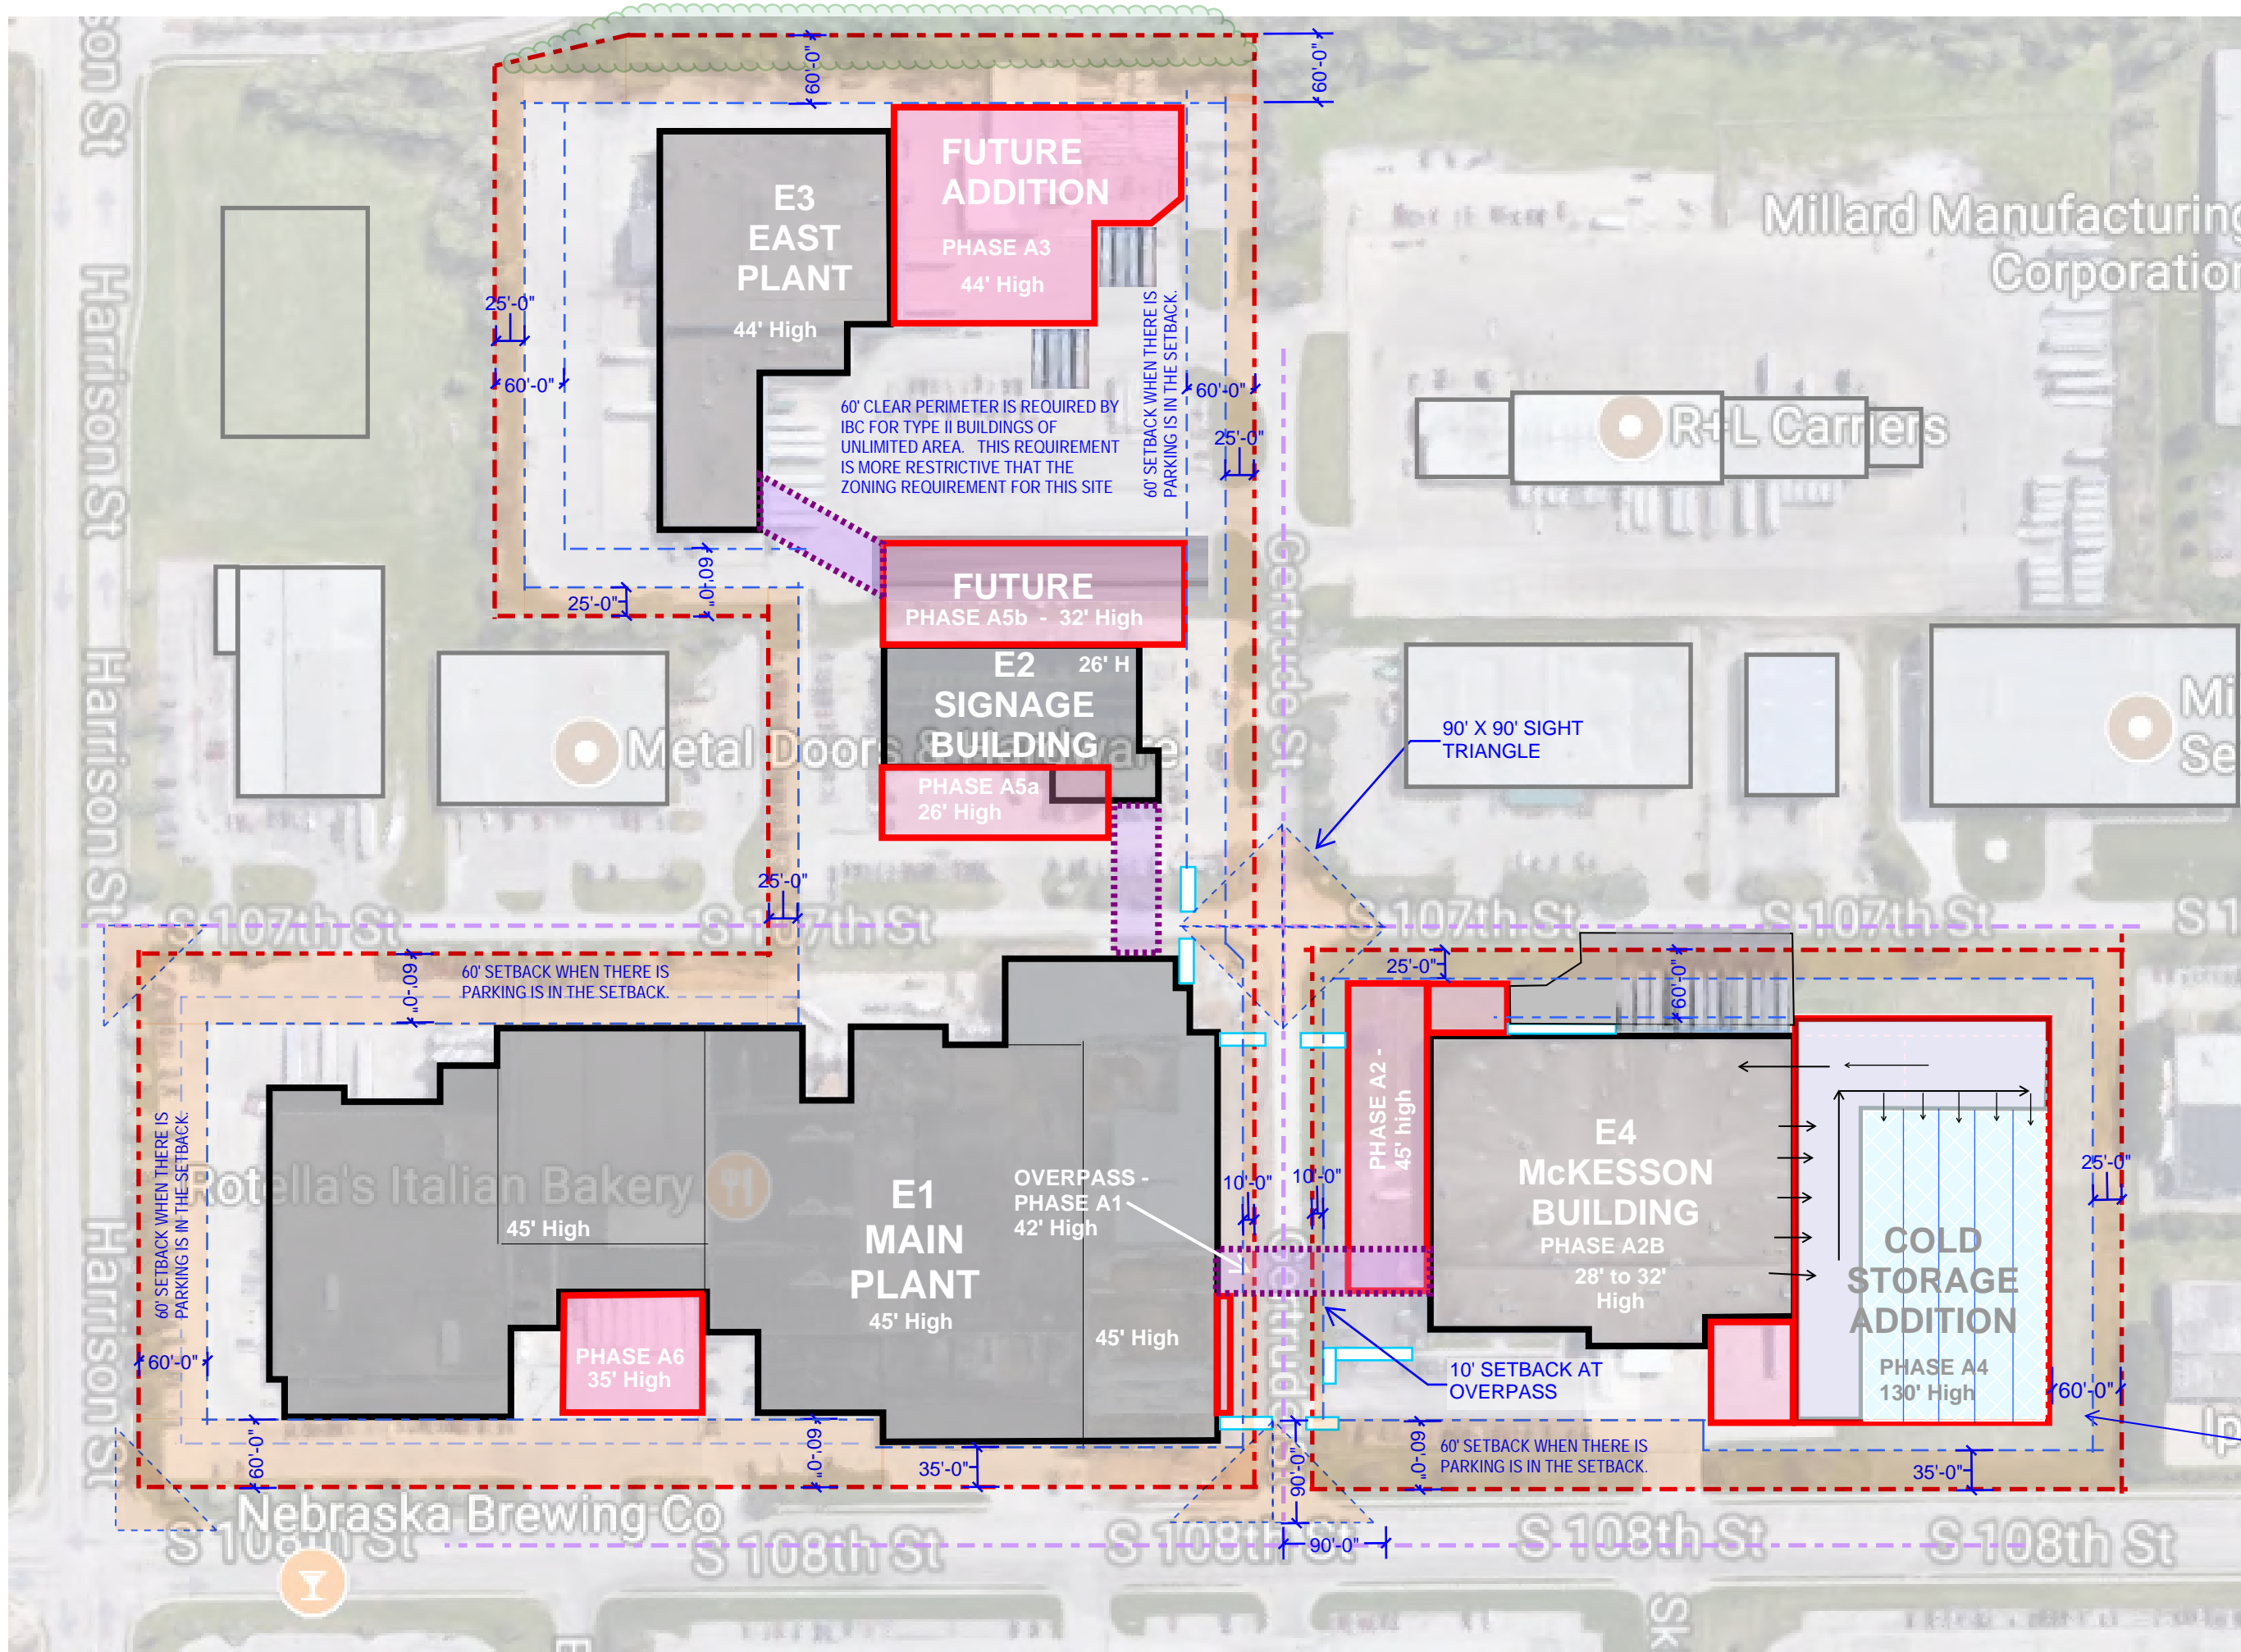 60'-0"
60'-0"
son St
FUTURE
ADDITION
PHASE A3
44' High
E3
EAST
PLANT
44' High
Millard Manufacturing
Corporation
25'-0"
60'-0"
60' SETBACK WHEN THERE IS
PARKING IS IN THE SETBACK.
60'-0"
25'-0"
60' CLEAR PERIMETER IS REQUIRED BY
IBC FOR TYPE II BUILDINGS OF
UNLIMITED AREA. THIS REQUIREMENT
IS MORE RESTRICTIVE THAT THE
ZONING REQUIREMENT FOR THIS SITE
R+L Carriers
Harrison St
Gertrude St
60'-0"
25'-0"
FUTURE
PHASE A5b - 32' High
E2
26' H
SIGNAGE
BUILDING
Metal Doors & Hardware
PHASE A5a
26' High
90' X 90' SIGHT
TRIANGLE
Mi
Se
Harrison St
25'-0"
S 107th St
S 107th St
S 107th St
S 107th St
S 1
60'-0"
60' SETBACK WHEN THERE IS
PARKING IS IN THE SETBACK.
25'-0"
60'-0"
60' SETBACK WHEN THERE IS
PARKING IS IN THE SETBACK.
Rotella's Italian Bakery
45' High
E1
MAIN
PLANT
45' High
OVERPASS -
PHASE A1
42' High
45' High
10'-0"
10'-0"
PHASE A2 -
45' high
E4
McKESSON
BUILDING
PHASE A2B
28' to 32'
High
25'-0"
COLD
STORAGE
ADDITION
PHASE A4
130' High
60'-0"
Harrison St
60'-0"
PHASE A6
35' High
10' SETBACK AT
OVERPASS
60'-0"
60'-0"
35'-0"
90'-0"
60'-0"
60' SETBACK WHEN THERE IS
PARKING IS IN THE SETBACK.
35'-0"
Ip
Nebraska Brewing Co
S 108th St
S 108th St
S 108th St
S 108th St
S 108th St
90'-0"
Sk